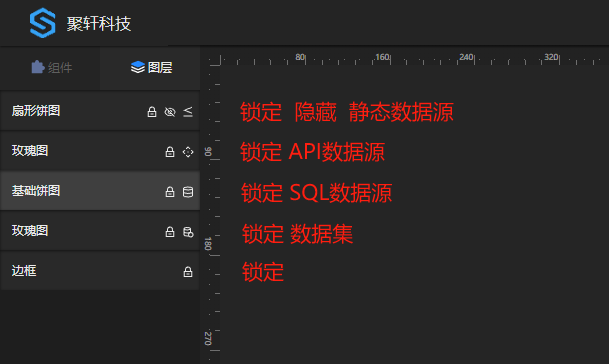 聚轩科技
组件 图层
80 160 240 320
扇形饼图 锁定 隐藏 静态数据源
玫瑰图 锁定 API数据源
90
基础饼图 锁定 SQL数据源
玫瑰图 锁定 数据集
180
边框 锁定
270